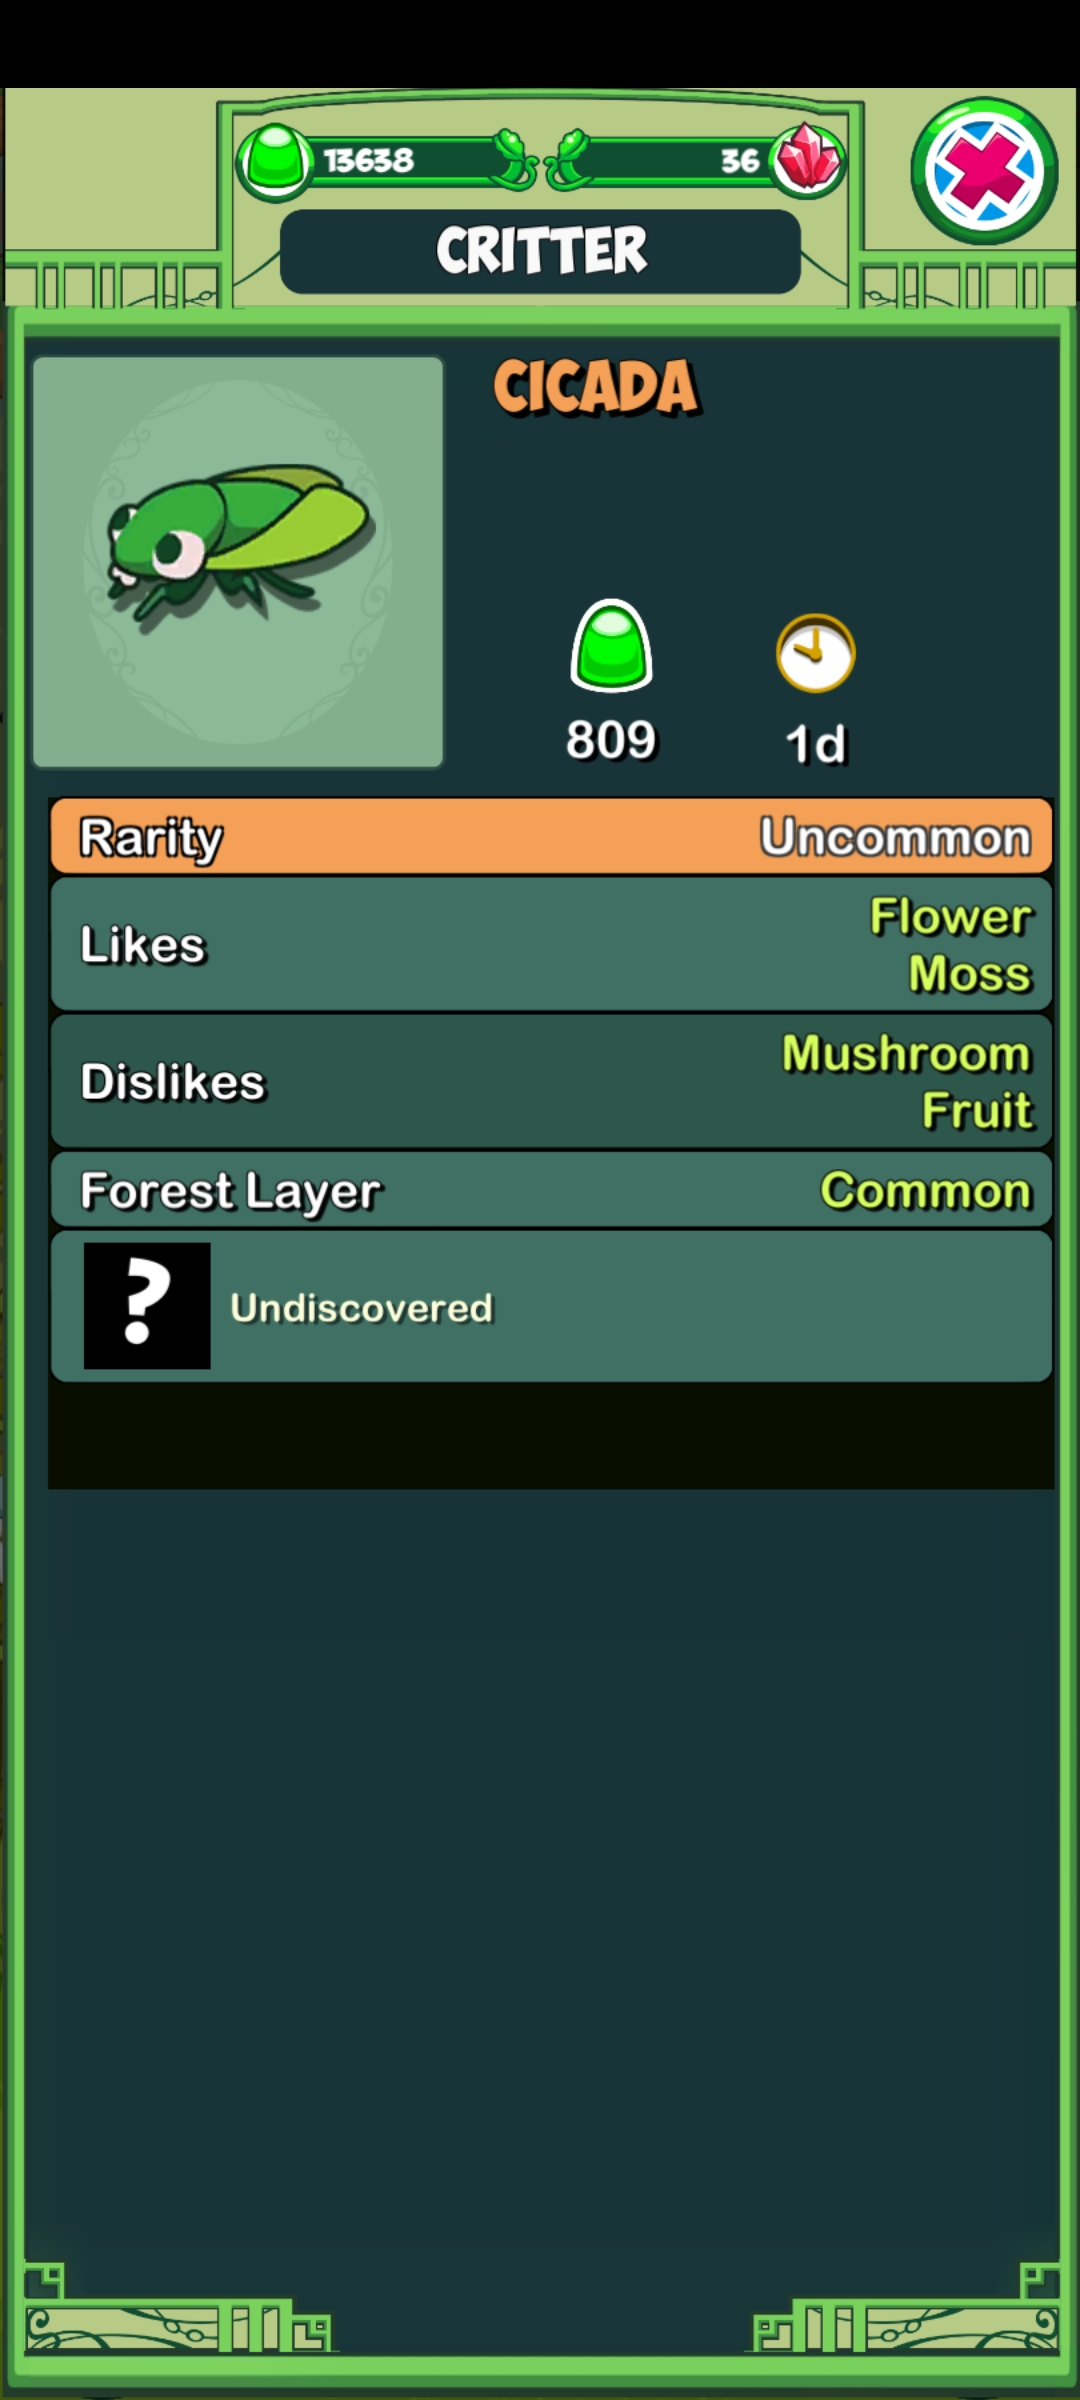 13638
36
CRITTER
CICADA
809
1d
Rarity
Uncommon
Likes
Flower
Moss
Dislikes
Mushroom
Fruit
Forest Layer
Common
?
Undiscovered